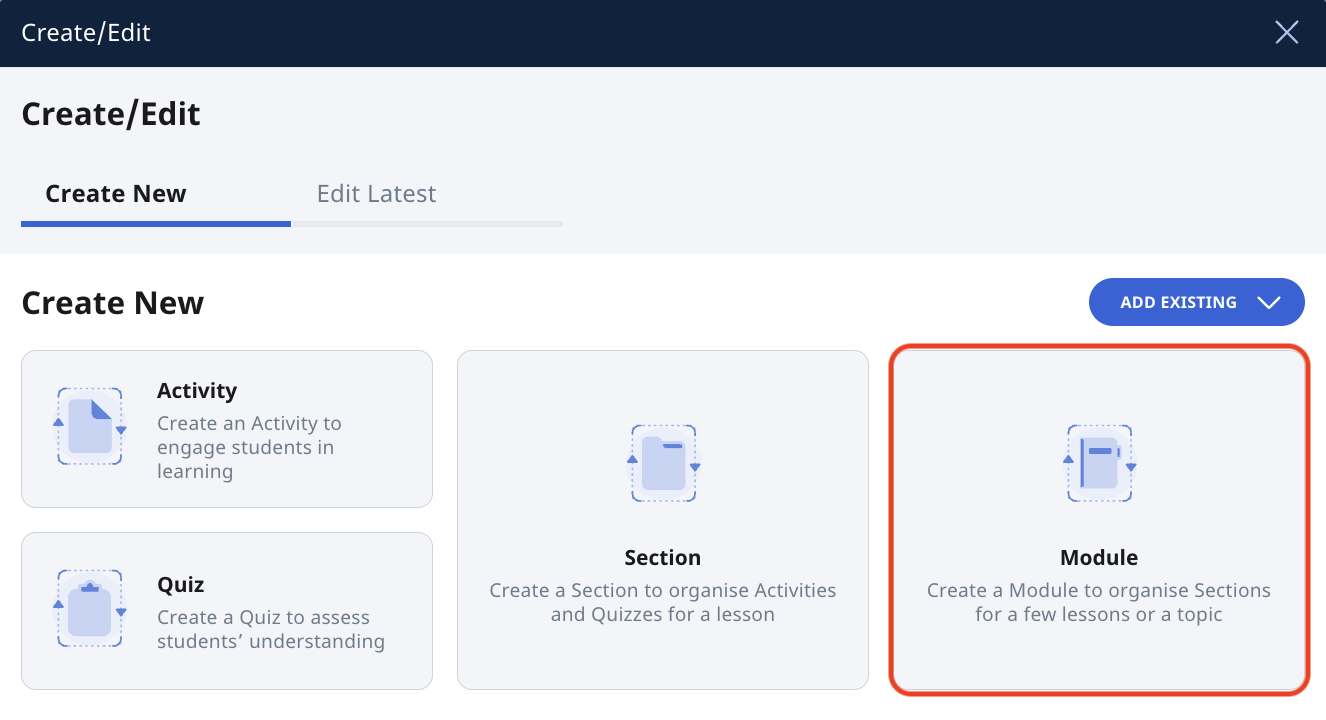 Create/Edit
Create/Edit
Create New
Edit Latest
Create New
ADD EXISTING
Activity
Create an Activity to
engage students in
learning
Quiz
Create a Quiz to assess
students’ understanding
Section
Create a Section to organise Activities
and Quizzes for a lesson
Module
Create a Module to organise Sections
for a few lessons or a topic